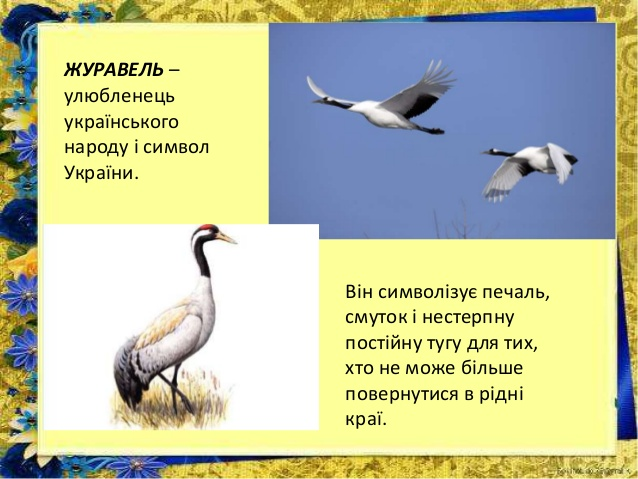 ЖУРАВЕЛЬ –
улюбленець
українського
народу і символ
України.
Він символізує печаль,
смуток і нестерпну
постійну тугу для тих,
хто не може більше
повернутися в рідні
краї.